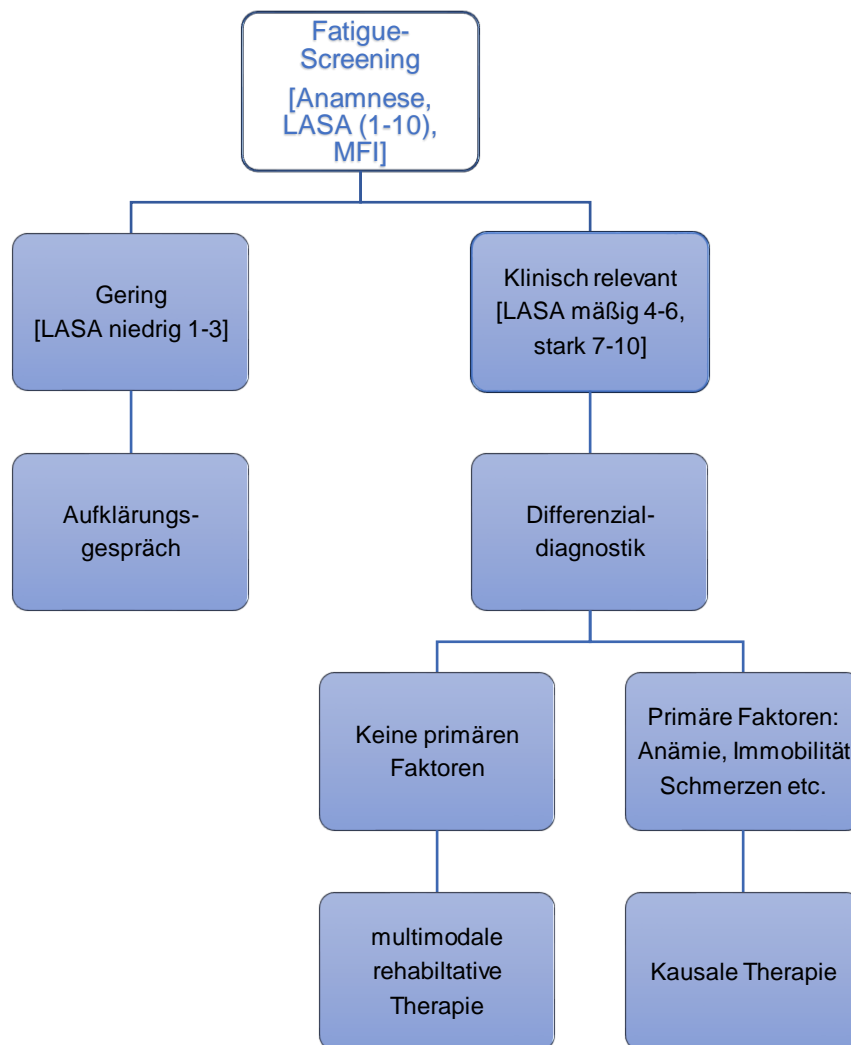 Fatigue-
Screening
[Anamnese,
LASA (1-10),
MFI]
Gering
[LASA niedrig 1-3]
Klinisch relevant
[LASA mäßig 4-6,
stark 7-10]
Aufklärungs-
gespräch
Differenzial-
diagnostik
Keine primären
Faktoren
Primäre Faktoren:
Anämie, Immobilität
Schmerzen etc.
multimodale
rehabiltative
Therapie
Kausale Therapie